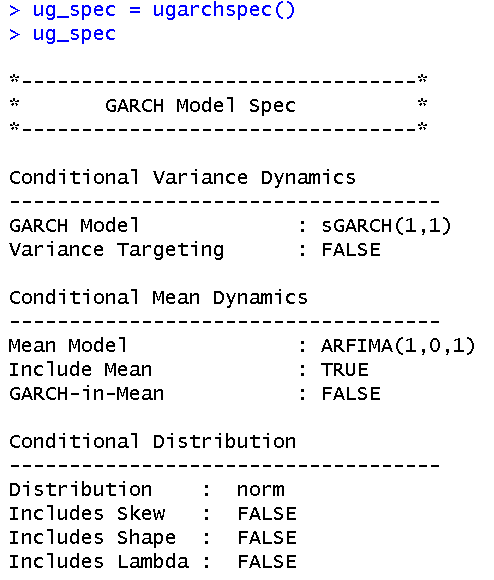 > ug_spec = ugarchspec()
> ug_spec
*---------------------------------*
*       GARCH Model Spec          *
*---------------------------------*
Conditional Variance Dynamics
------------------------------------
GARCH Model             : sGARCH(1,1)
Variance Targeting      : FALSE
Conditional Mean Dynamics
------------------------------------
Mean Model              : ARFIMA(1,0,1)
Include Mean            : TRUE
GARCH-in-Mean           : FALSE
Conditional Distribution
------------------------------------
Distribution    :  norm
Includes Skew   :  FALSE
Includes Shape  :  FALSE
Includes Lambda :  FALSE